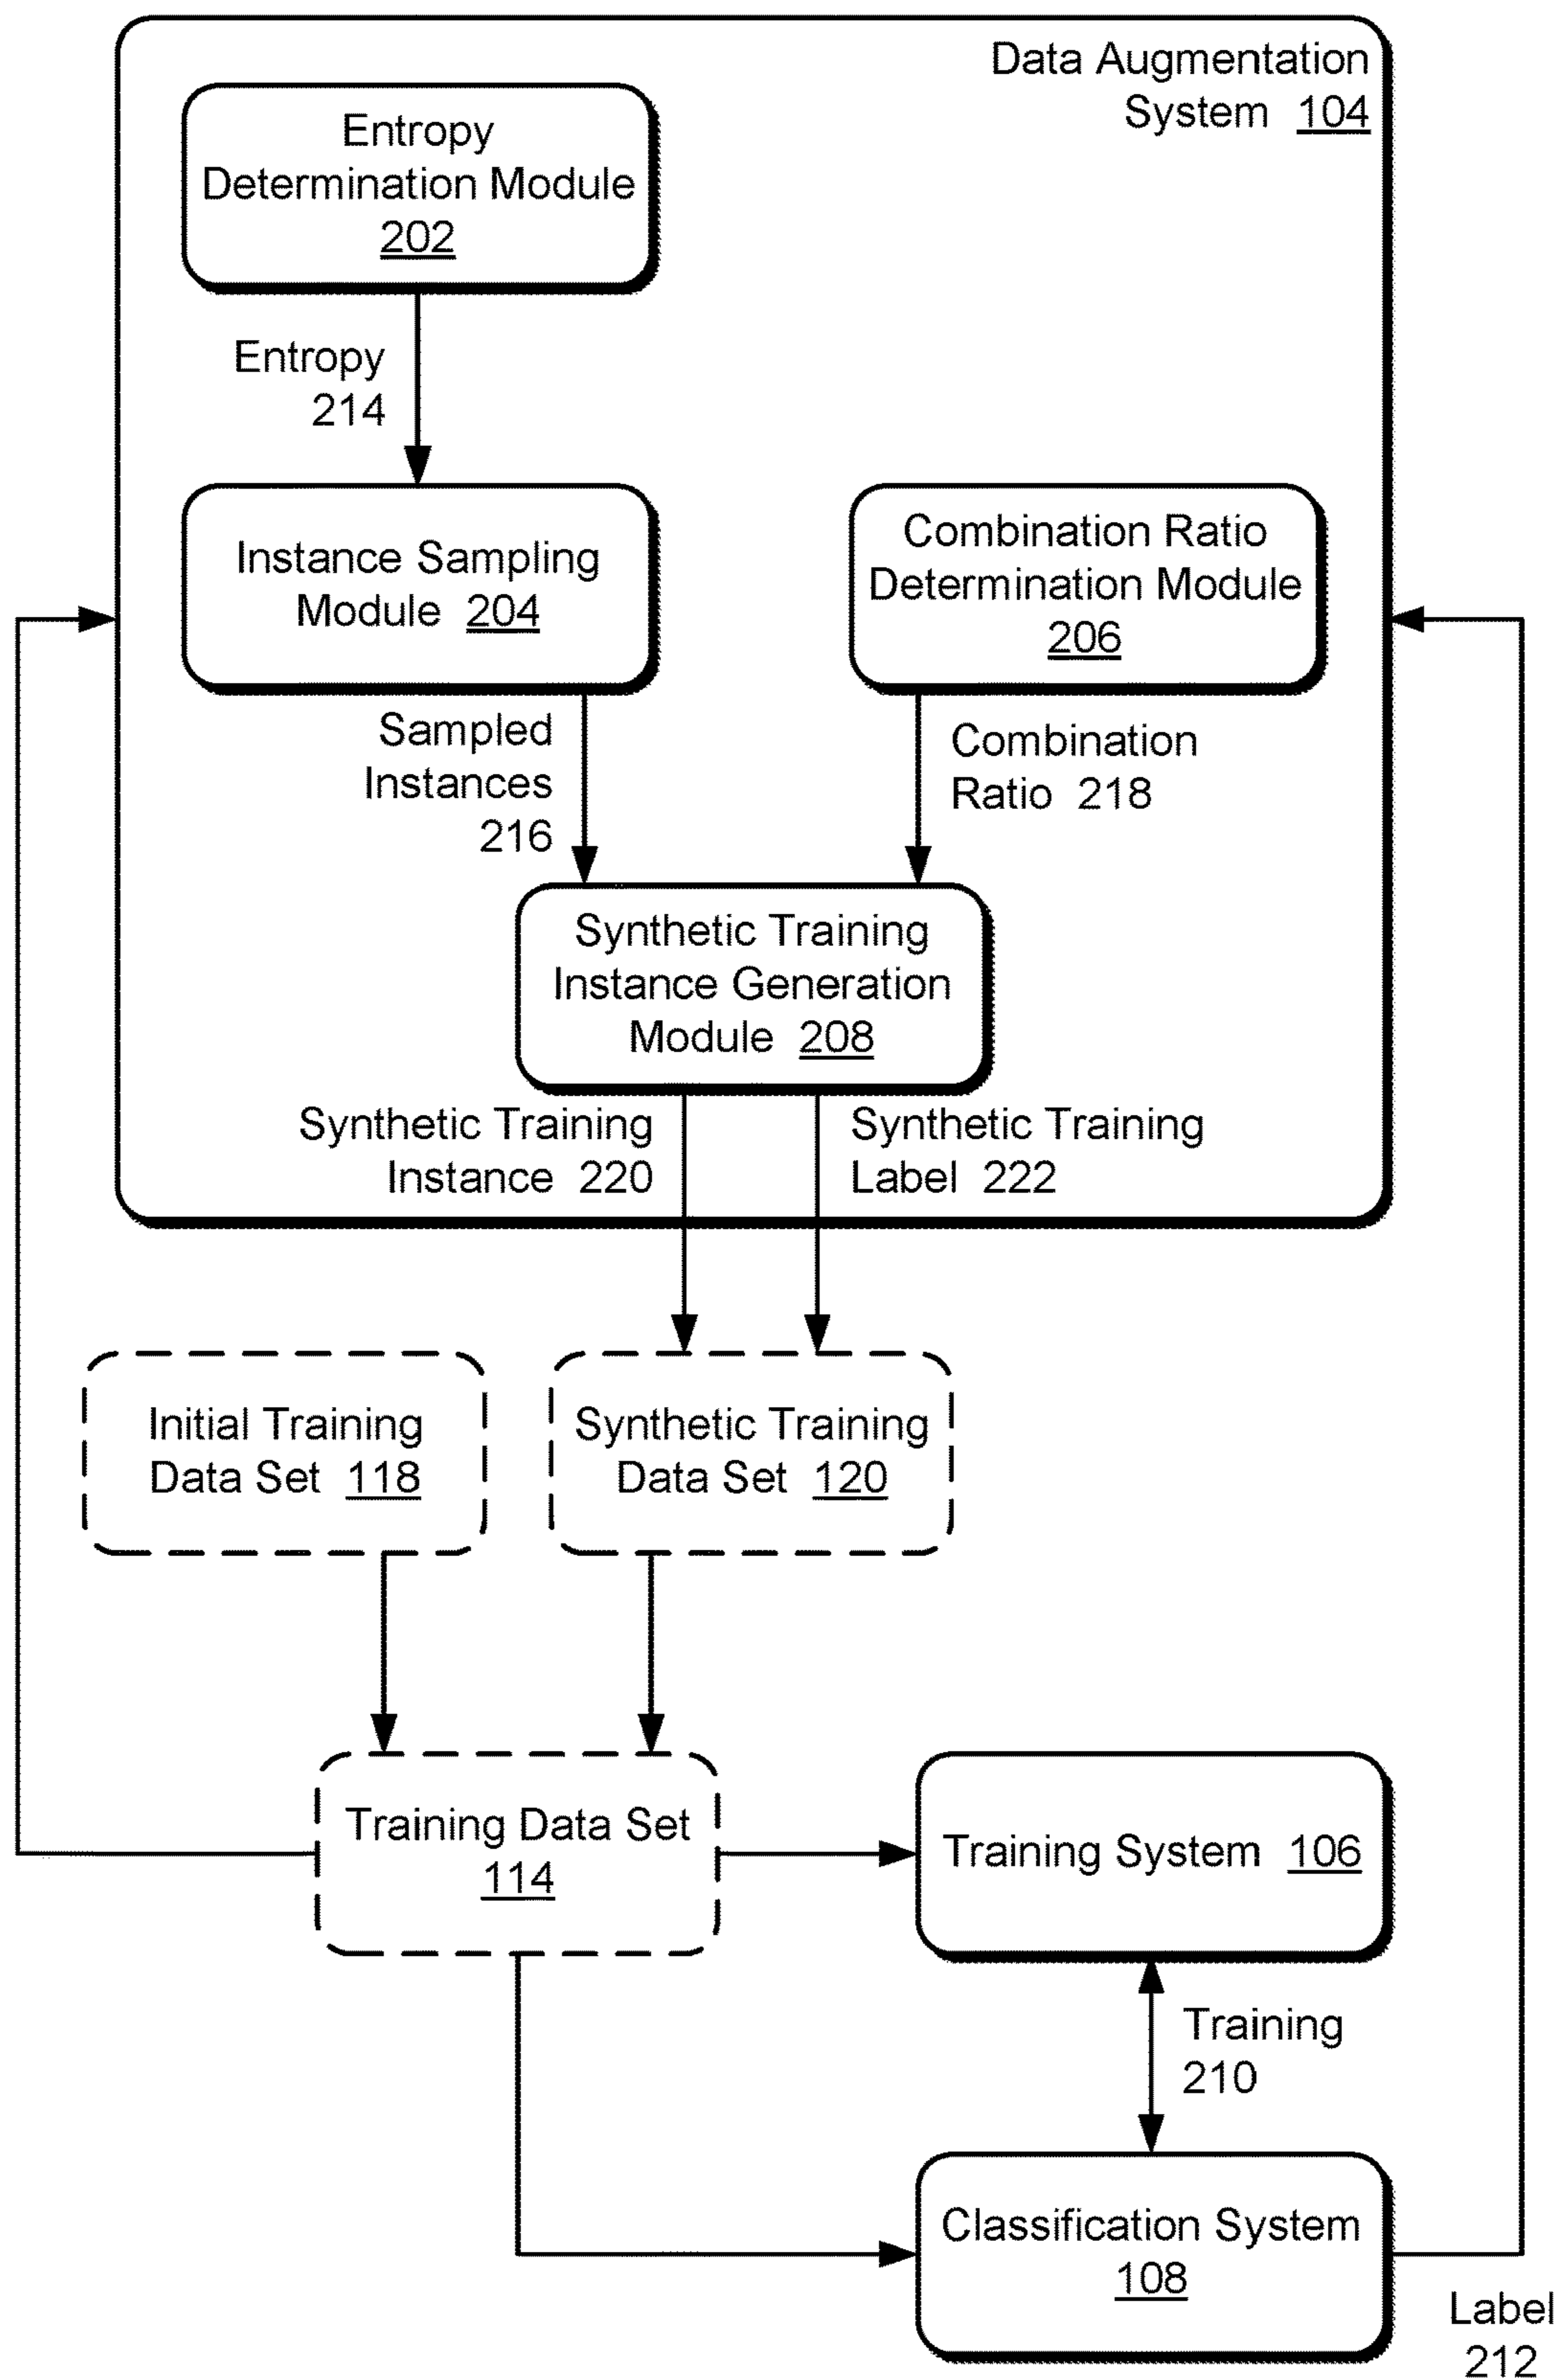 Data Augmentation
System 104
Entropy
Determination Module
202
Entropy
214
Instance Sampling
Module 204
Combination Ratio
Determination Module
206
Sampled
Instances
216
Combination
Ratio 218
Synthetic Training
Instance Generation
Module 208
Synthetic Training
Instance 220
Synthetic Training
Label 222
Initial Training
Data Set 118
Synthetic Training
Data Set 120
Training Data Set
114
Training System 106
Training
210
Classification System
108
Label
212